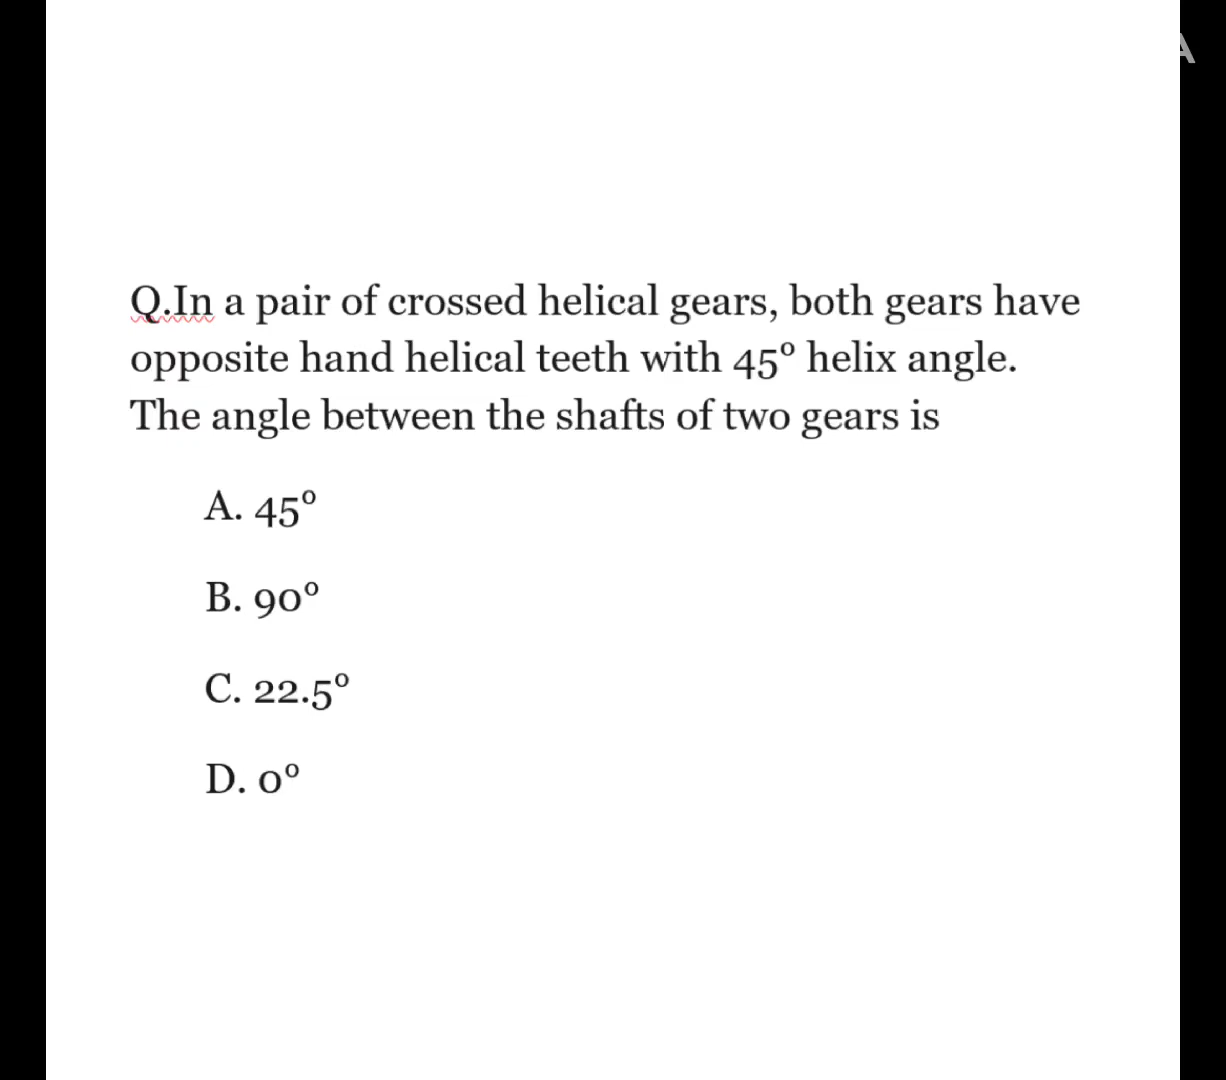 A
Q.In a pair of crossed helical gears, both gears have
opposite hand helical teeth with 45° helix angle.
The angle between the shafts of two gears is
A. 45°
B. 90°
C. 22.5°
D. 0°